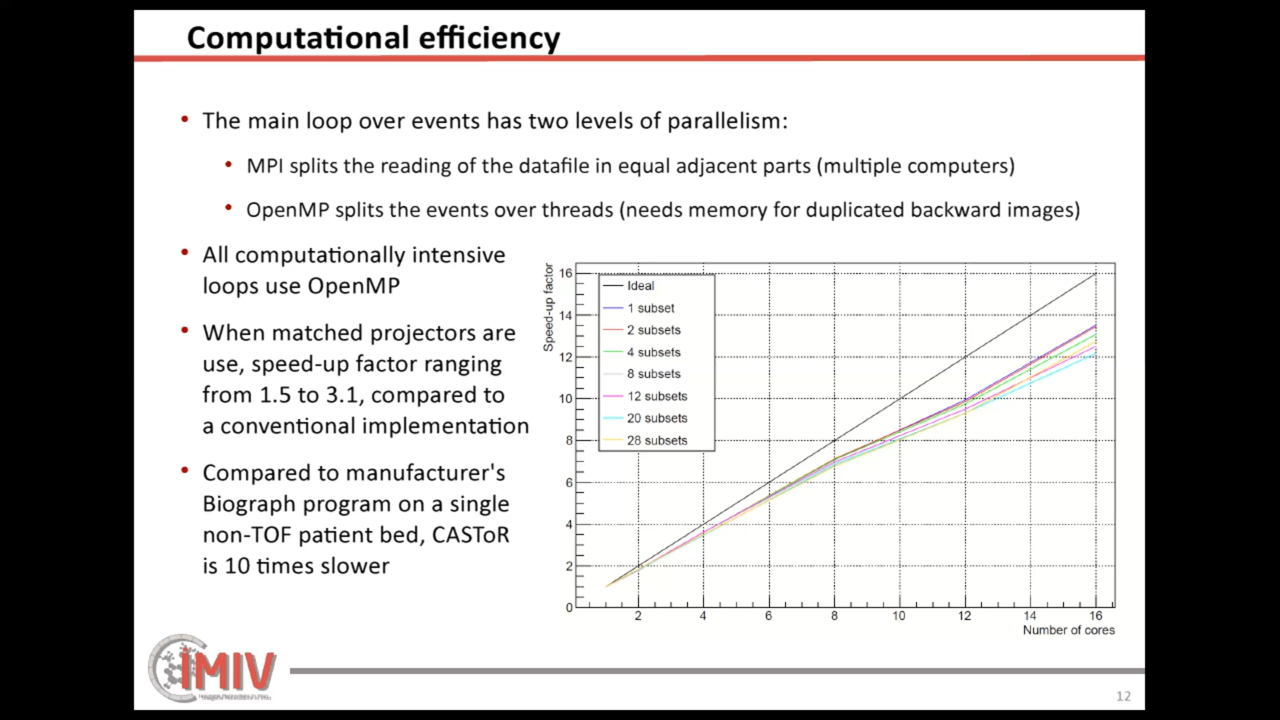 Computational efficiency
• The main loop over events has two levels of parallelism:
• MPI splits the reading of the datafile in equal adjacent parts (multiple computers)
• OpenMP splits the events over threads (needs memory for duplicated backward images)
• All computationally intensive
loops use OpenMP
• When matched projectors are
use, speed-up factor ranging
from 1.5 to 3.1, compared to
a conventional implementation
• Compared to manufacturer's
Biograph program on a single
non-TOF patient bed, CASToR
is 10 times slower
Speed-up factor
16
14
12
10
8
6
4
2
0
Ideal
1 subset
2 subsets
4 subsets
8 subsets
12 subsets
20 subsets
28 subsets
2 4 6 8 10 12 14 16
Number of cores
IMIV
12